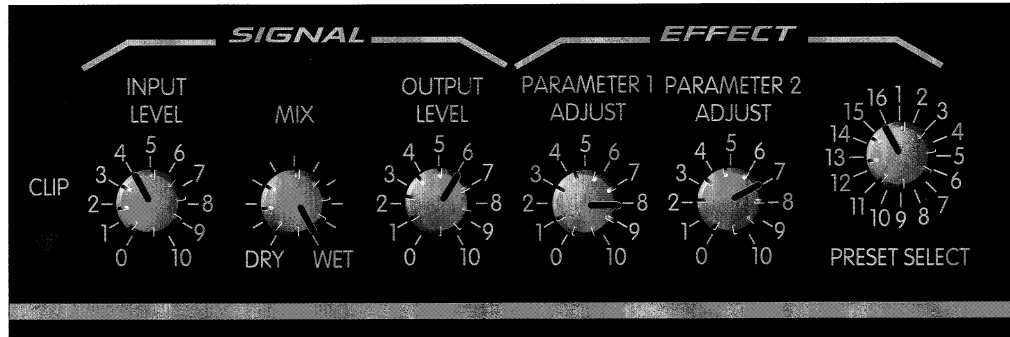 SIGNAL
EFFECT
INPUT LEVEL
MIX
OUTPUT LEVEL
PARAMETER 1 ADJUST
PARAMETER 2 ADJUST
CLIP
0 1 2 3 4 5 6 7 8 9 10
DRY WET
0 1 2 3 4 5 6 7 8 9 10
0 1 2 3 4 5 6 7 8 9 10
0 1 2 3 4 5 6 7 8 9 10
1 2 3 4 5 6 7 8 9 10 11 12 13 14 15 16
PRESET SELECT